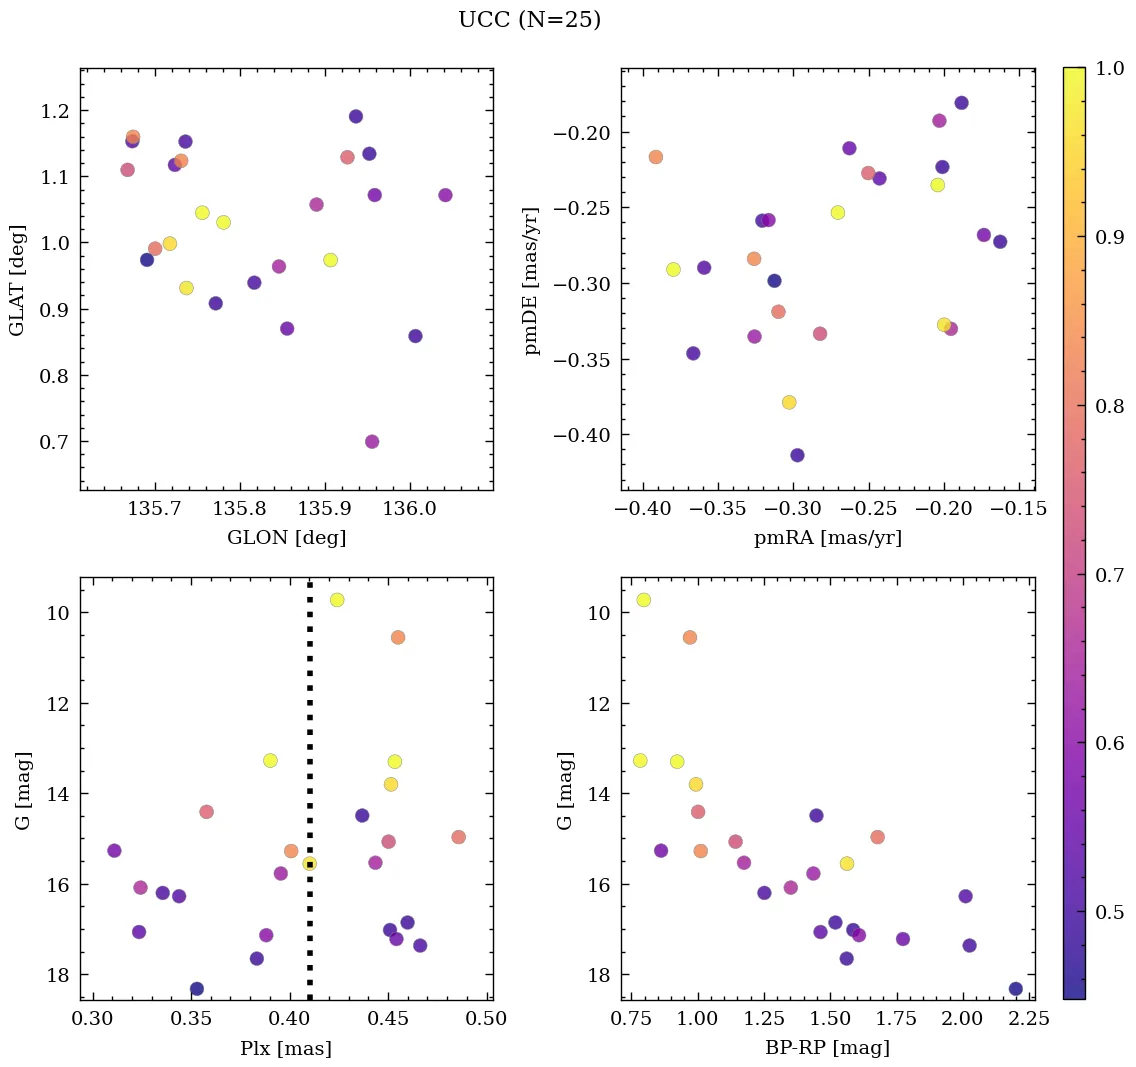 UCC (N=25)
1.2
1.1
1.0
0.9
0.8
0.7
GLAT [deg]
135.7 135.8 135.9 136.0
GLON [deg]
−0.20
−0.25
−0.30
−0.35
−0.40
pmDE [mas/yr]
−0.40 −0.35 −0.30 −0.25 −0.20 −0.15
pmRA [mas/yr]
10
12
14
16
18
G [mag]
0.30 0.35 0.40 0.45 0.50
Plx [mas]
10
12
14
16
18
G [mag]
0.75 1.00 1.25 1.50 1.75 2.00 2.25
BP-RP [mag]
1.0
0.9
0.8
0.7
0.6
0.5